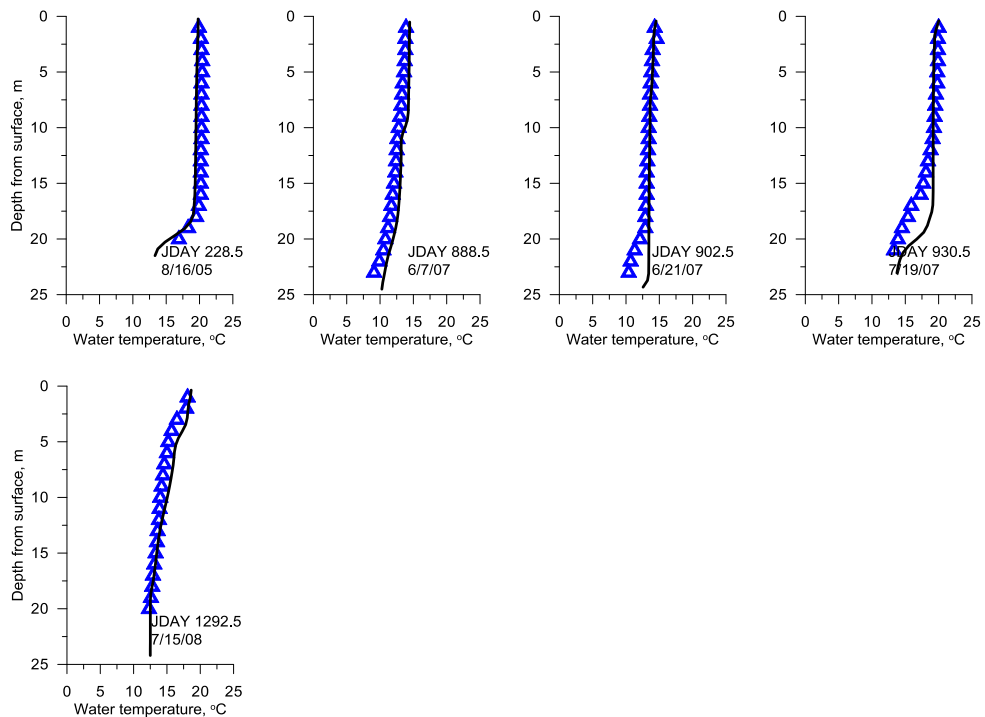 0
5
10
15
20
25
Depth from surface, m
JDAY 228.5
8/16/05
0 5 10 15 20 25
Water temperature, °C
0
5
10
15
20
25
JDAY 888.5
6/7/07
0 5 10 15 20 25
Water temperature, °C
0
5
10
15
20
25
JDAY 902.5
6/21/07
0 5 10 15 20 25
Water temperature, °C
0
5
10
15
20
25
JDAY 930.5
7/19/07
0 5 10 15 20 25
Water temperature, °C
0
5
10
15
20
25
Depth from surface, m
JDAY 1292.5
7/15/08
0 5 10 15 20 25
Water temperature, °C